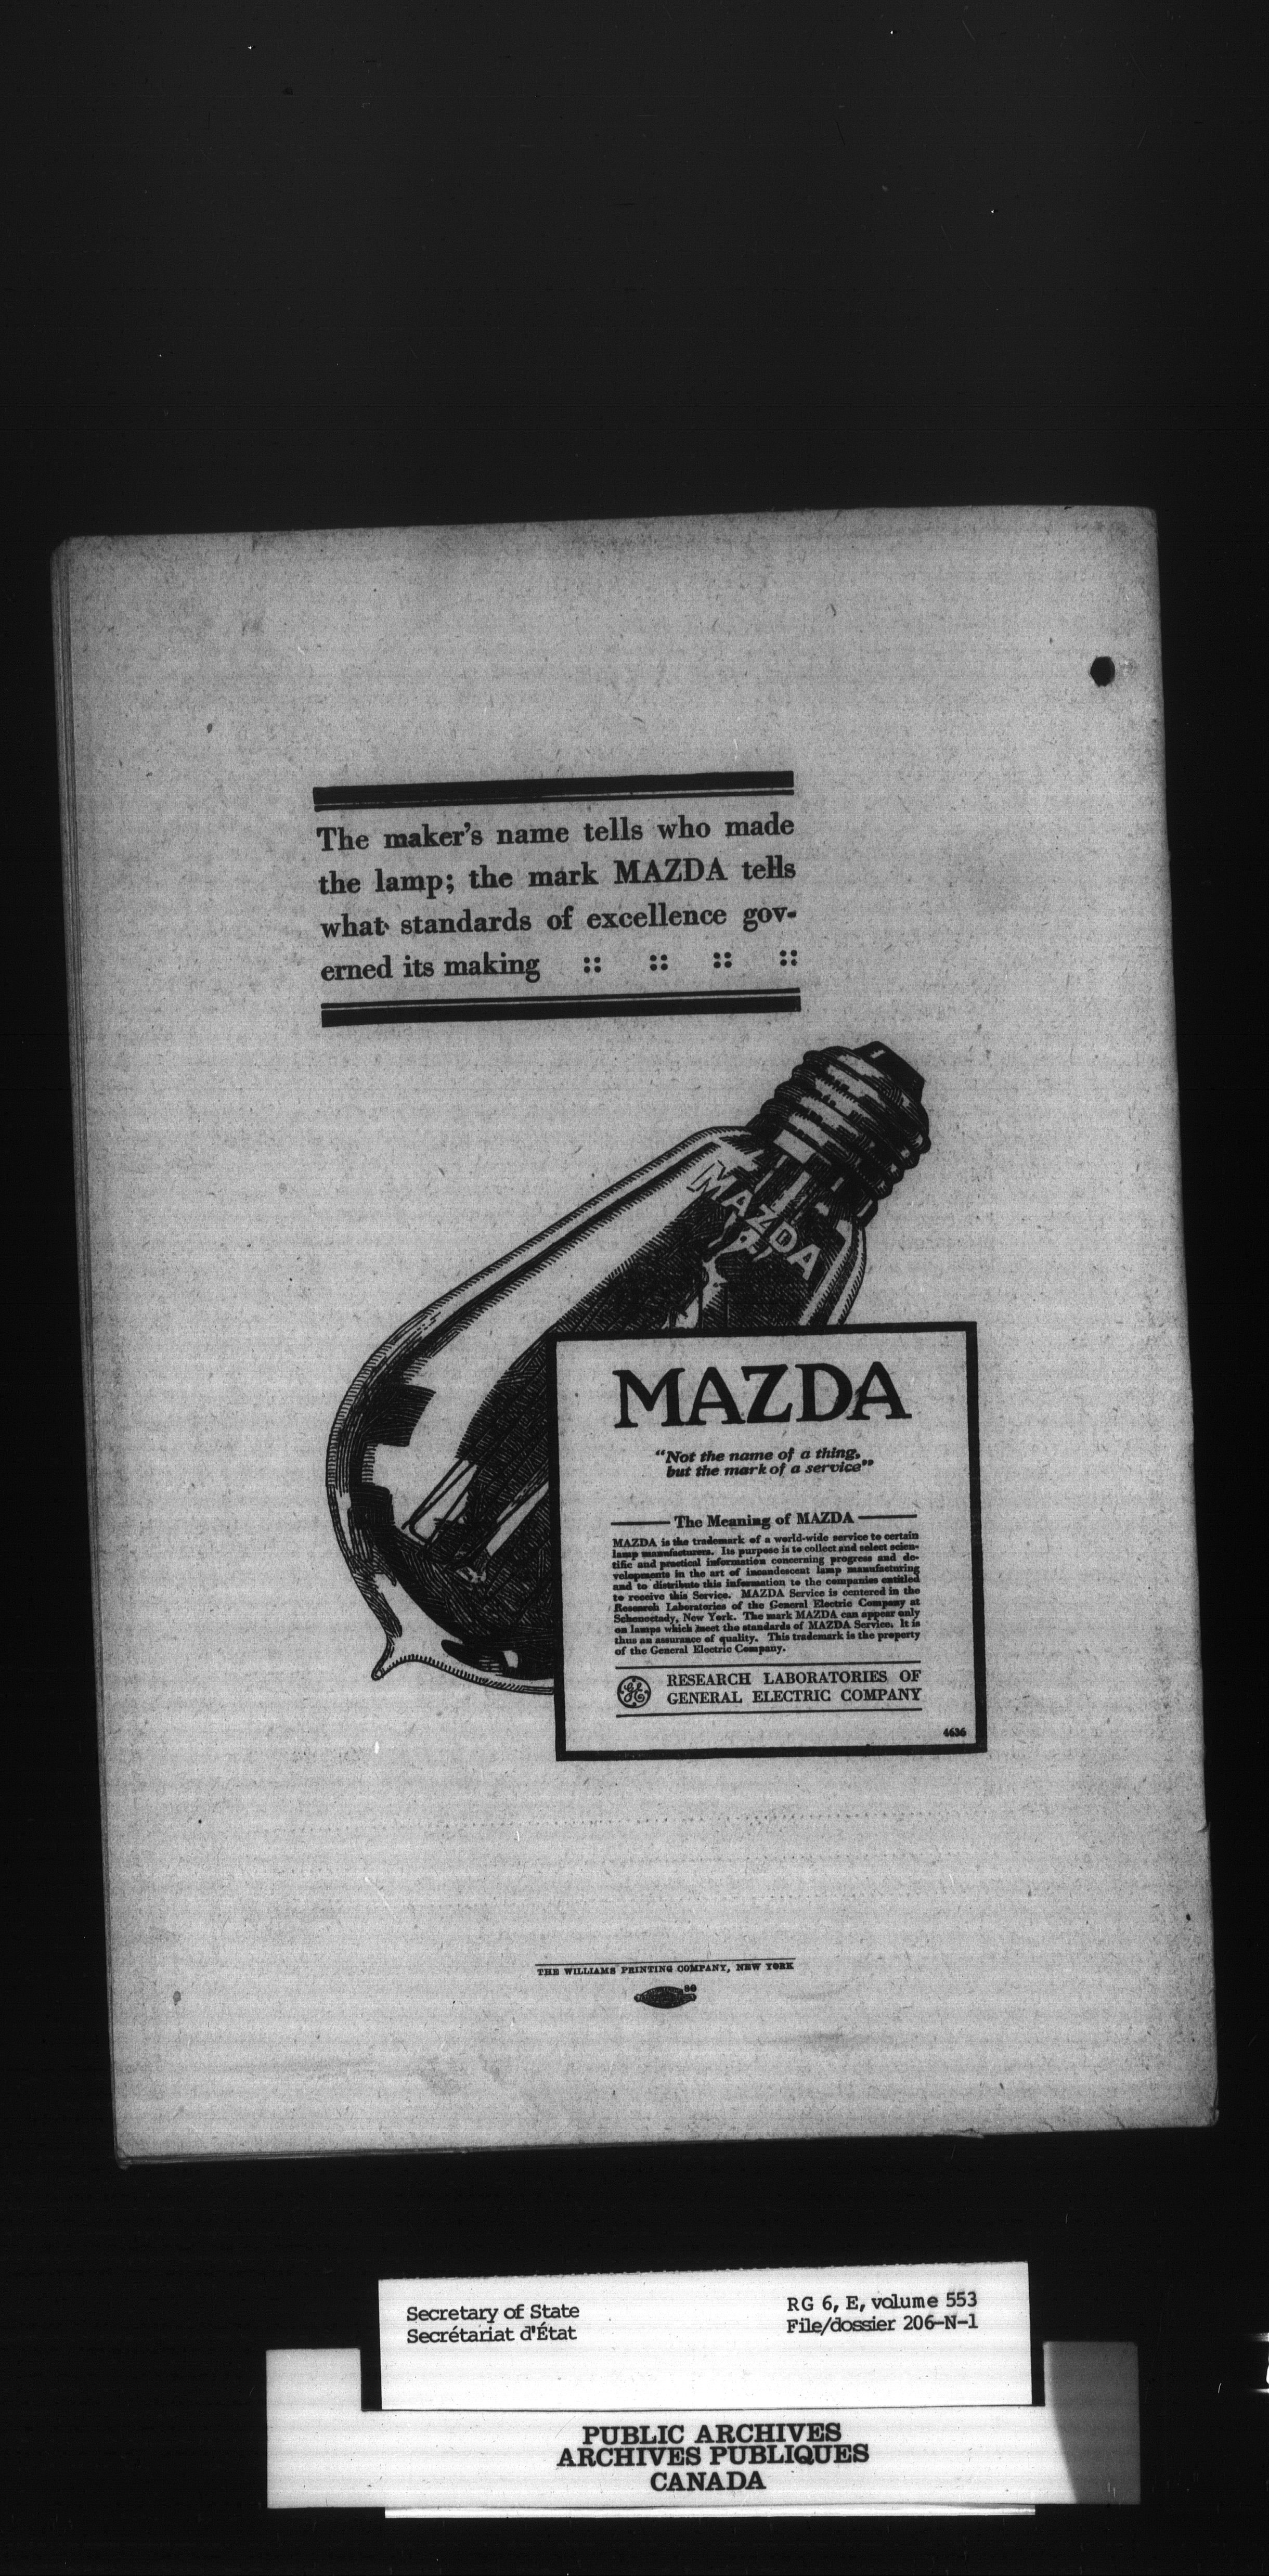 The maker's name tells who made
the lamp; the mark MAZDA tells
what standards of excellence gov-
erned its making :: :: :: ::
MAZDA
MAZDA
"Not the name of a thing,
but the mark of a service"
The Meaning of MAZDA
MAZDA is the trademark of a world-wide service to certain
lamp manufacturers. Its purpose is to collect and select scien-
tific and practical information concerning progress and de-
velopments in the art of incandescent lamp manufacturing
and to distribute this information to the companies entitled
to receive this Service. MAZDA Service is centered in the
Research Laboratories of the General Electric Company at
Schenectady, New York. The mark MAZDA can appear only
on lamps which meet the standards of MAZDA Service. It is
thus an assurance of quality. This trademark is the property
of the General Electric Company.
GE
RESEARCH LABORATORIES OF
GENERAL ELECTRIC COMPANY
4636
THE WILLIAMS PRINTING COMPANY, NEW YORK
80
Secretary of State
Secrétariat d'État
RG 6, E, volume 553
File/dossier 206-N-1
PUBLIC ARCHIVES
ARCHIVES PUBLIQUES
CANADA